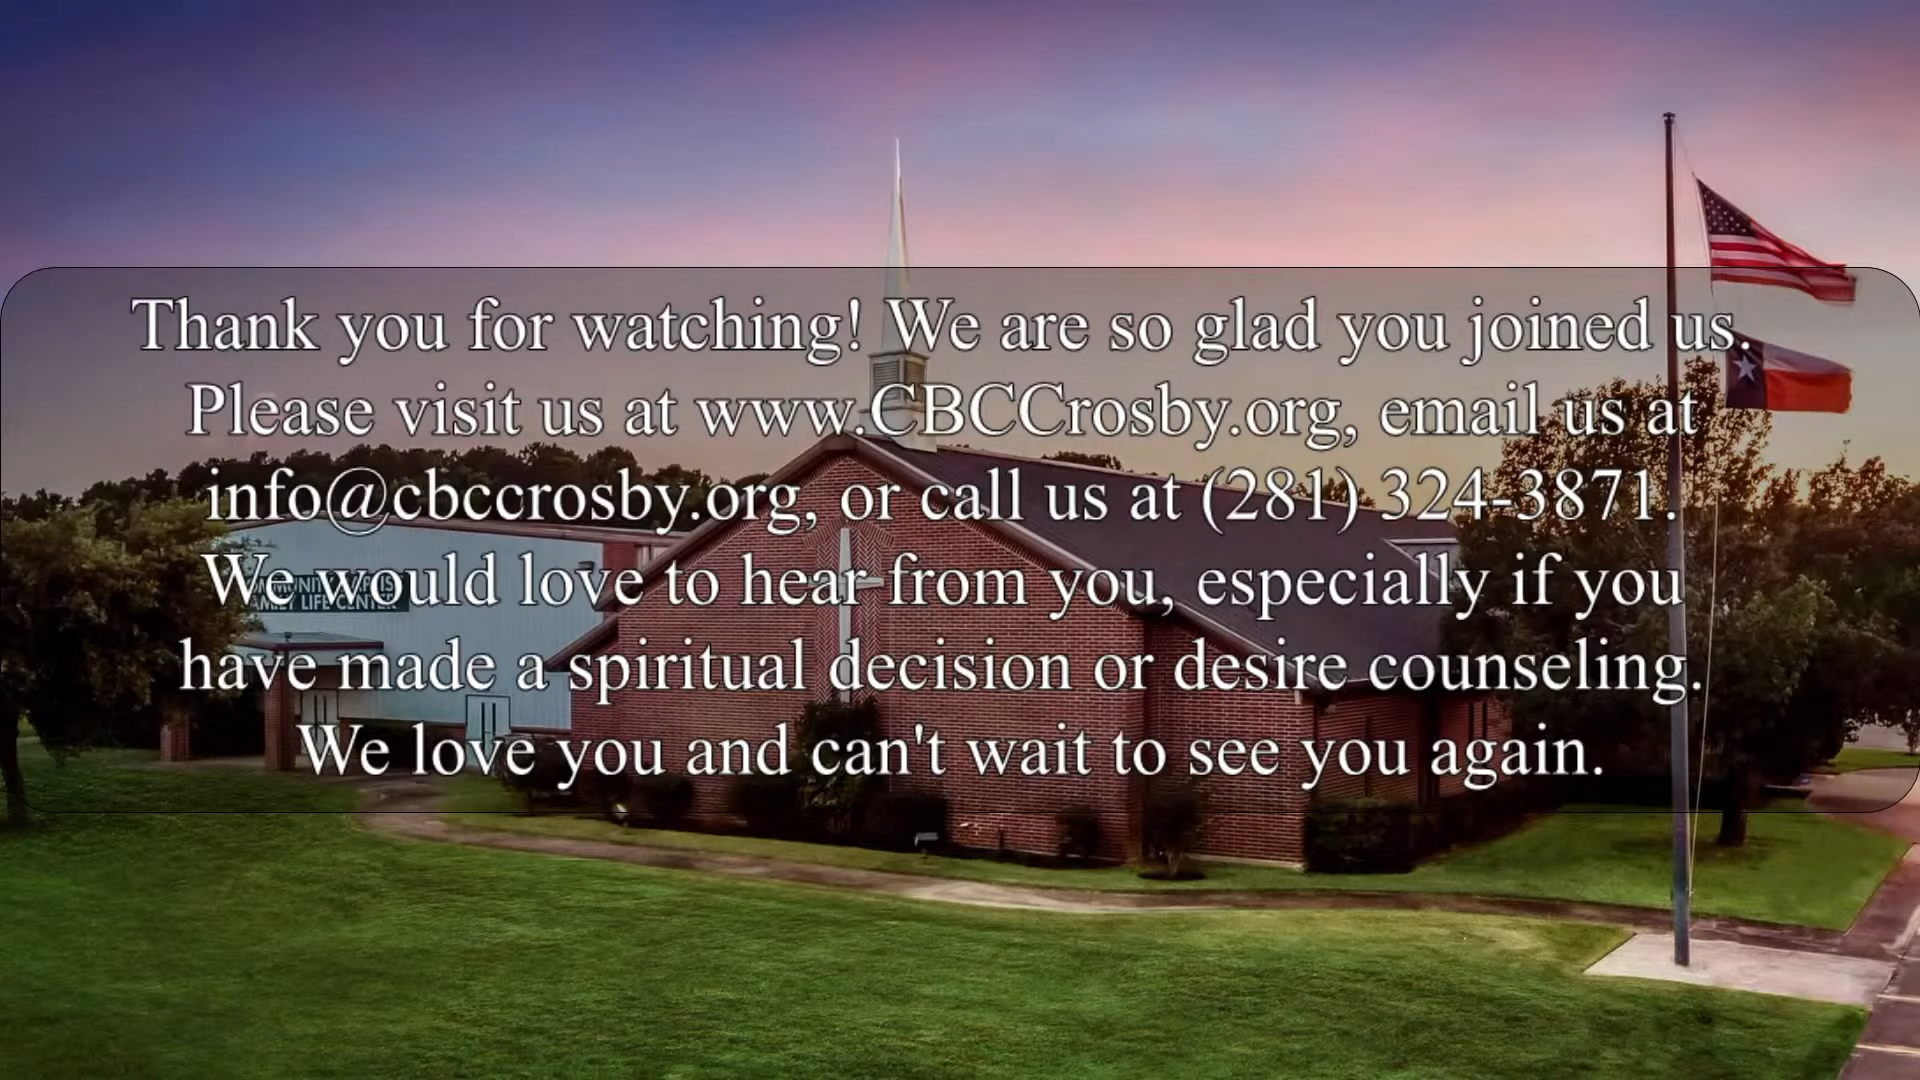 Thank you for watching! We are so glad you joined us.
Please visit us at www.CBCCrosby.org, email us at
info@cbccrosby.org, or call us at (281) 324-3871.
We would love to hear from you, especially if you
have made a spiritual decision or desire counseling.
We love you and can't wait to see you again.
LIFE CENTER